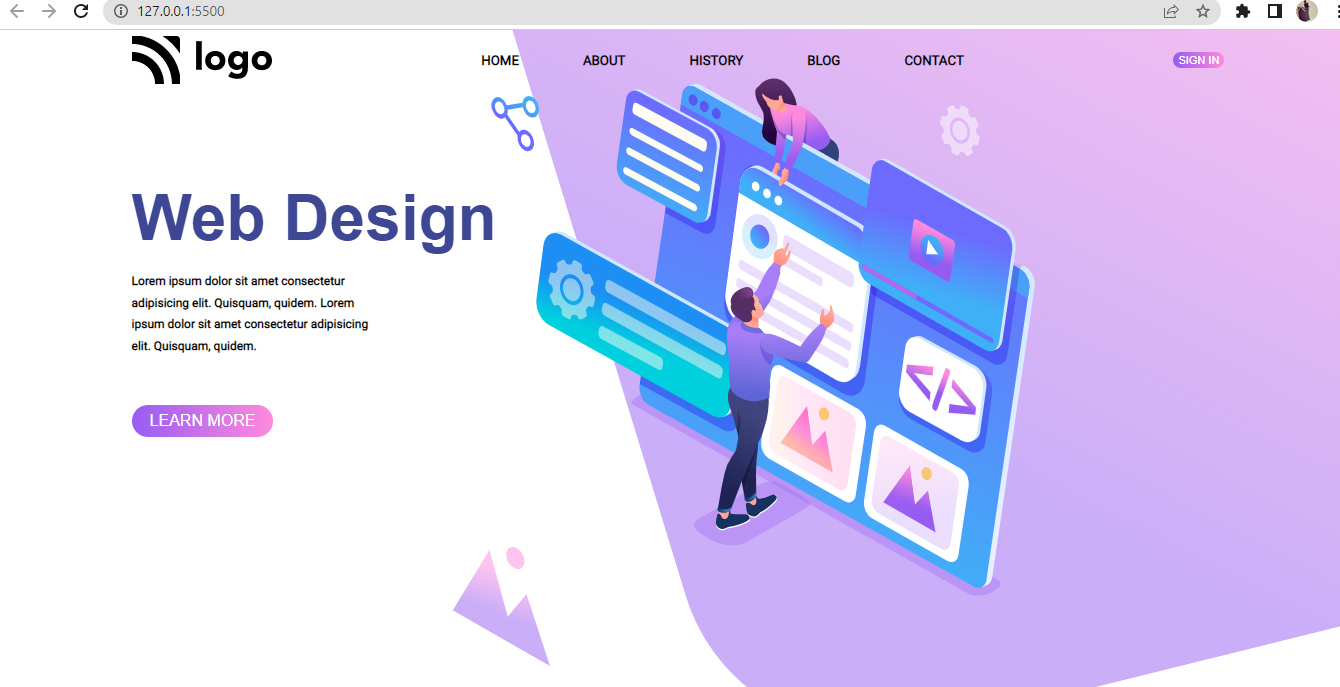 127.0.0.1:5500
logo
HOME ABOUT HISTORY BLOG CONTACT SIGN IN
Web Design
Lorem ipsum dolor sit amet consectetur
adipisicing elit. Quisquam, quidem. Lorem
ipsum dolor sit amet consectetur adipisicing
elit. Quisquam, quidem.
LEARN MORE
</>